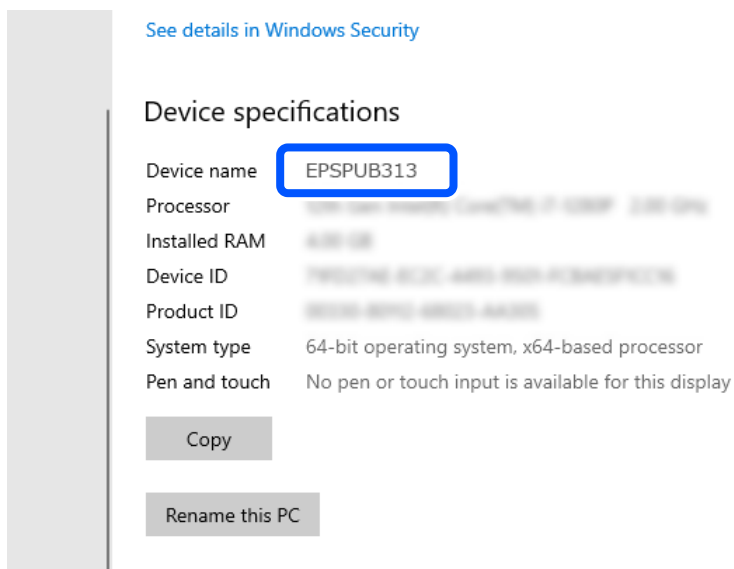 See details in Windows Security
Device specifications
Device name EPSPUB313
Processor
Installed RAM
Device ID
Product ID
System type 64-bit operating system, x64-based processor
Pen and touch No pen or touch input is available for this display
Copy
Rename this PC